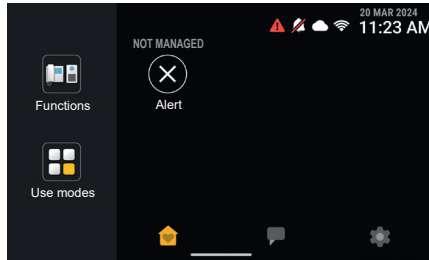 20 MAR 2024
11:23 AM
NOT MANAGED
Alert
Functions
Use modes